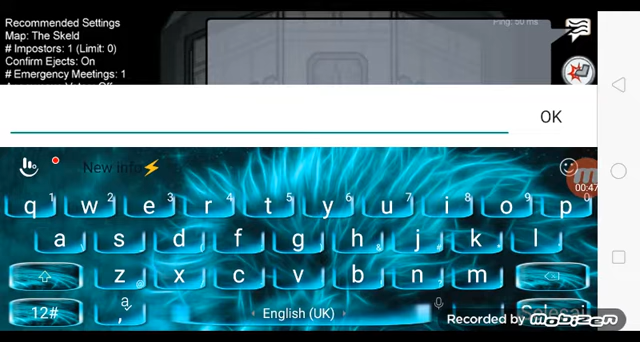 Recommended Settings
Ping: 50 ms
Map: The Skeld
# Impostors: 1 (Limit: 0)
Confirm Ejects: On
# Emergency Meetings: 1
OK
New info⚡
00:47
1 2 3 4 5 6 7 8 9 0
q w e r t y u i o p
a s d f g h j k l
z x c v b n m
12# , a English (UK) Selesai
Recorded by MOBIZEN